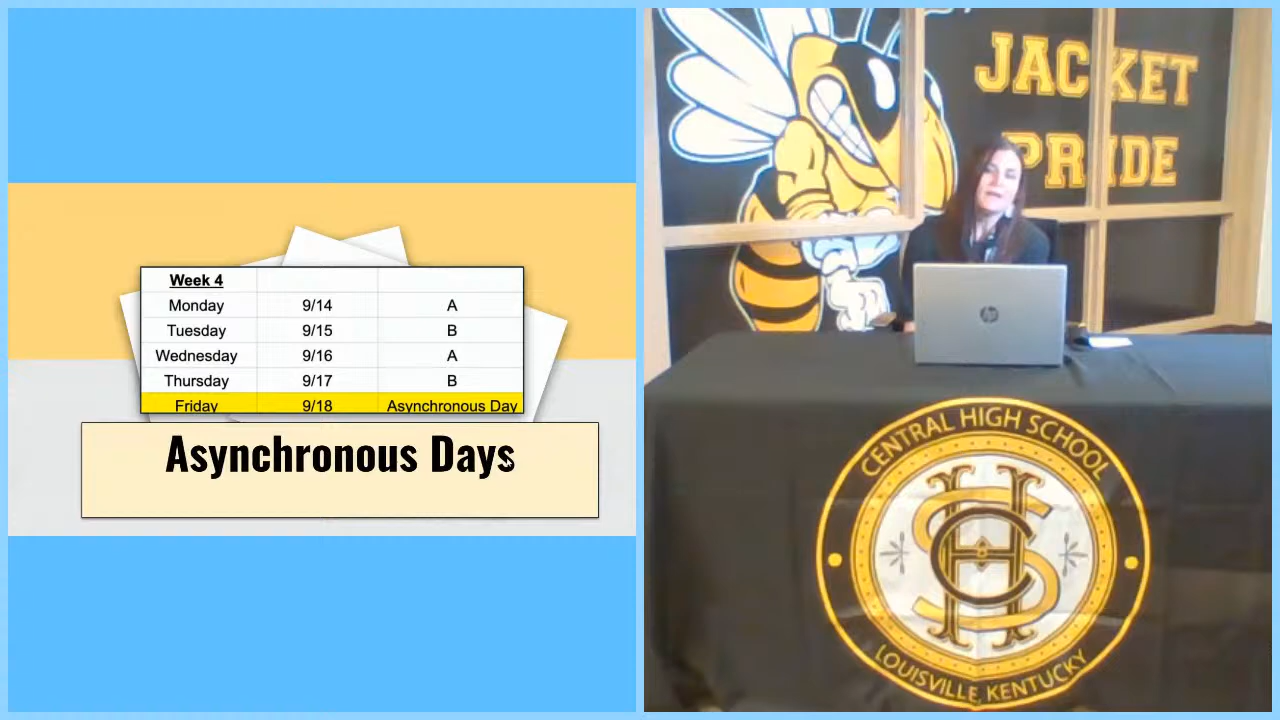 Week 4
Monday 9/14 A
Tuesday 9/15 B
Wednesday 9/16 A
Thursday 9/17 B
Friday 9/18 Asynchronous Day
Asynchronous Days
JACKET
PRIDE
hp
CENTRAL HIGH SCHOOL
CHS
LOUISVILLE, KENTUCKY